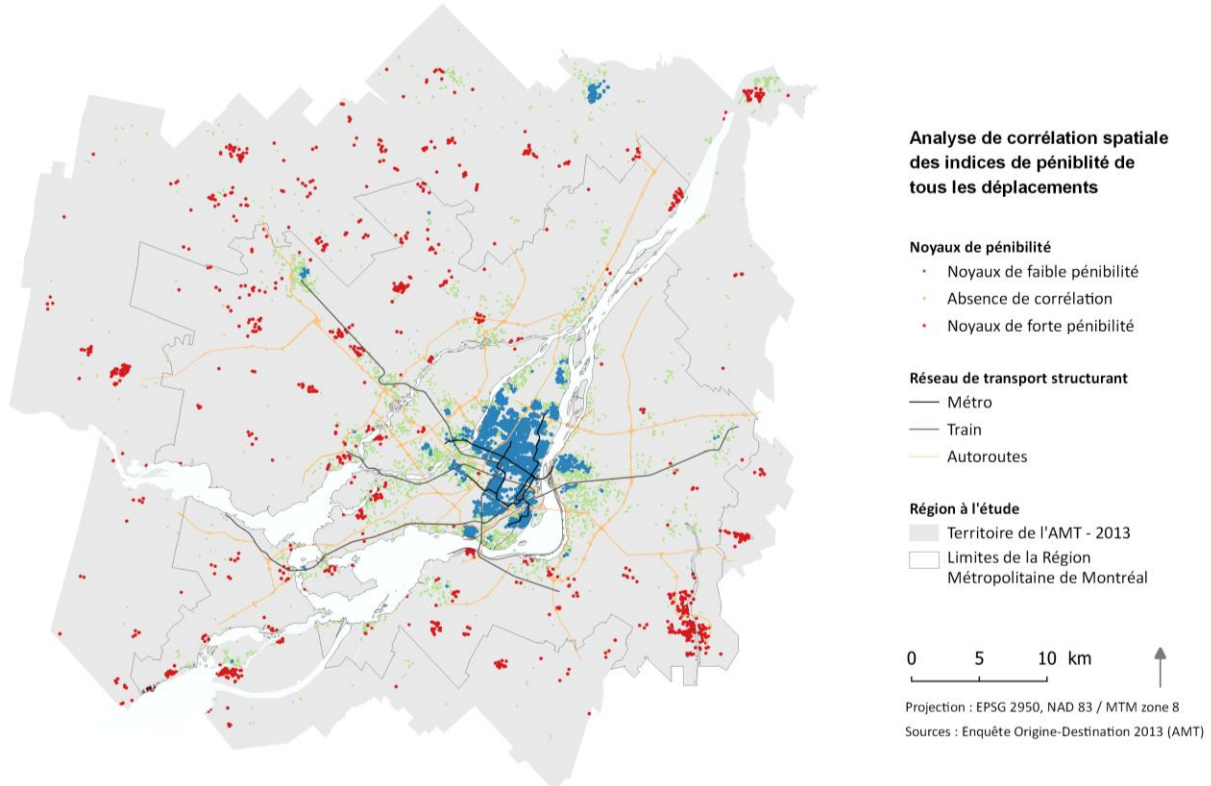 Analyse de corrélation spatiale
des indices de péniblité de
tous les déplacements
Noyaux de pénibilité
Noyaux de faible pénibilité
Absence de corrélation
Noyaux de forte pénibilité
Réseau de transport structurant
Métro
Train
Autoroutes
Région à l'étude
Territoire de l'AMT - 2013
Limites de la Région
Métropolitaine de Montréal
0 5 10 km
Projection : EPSG 2950, NAD 83 / MTM zone 8
Sources : Enquête Origine-Destination 2013 (AMT)